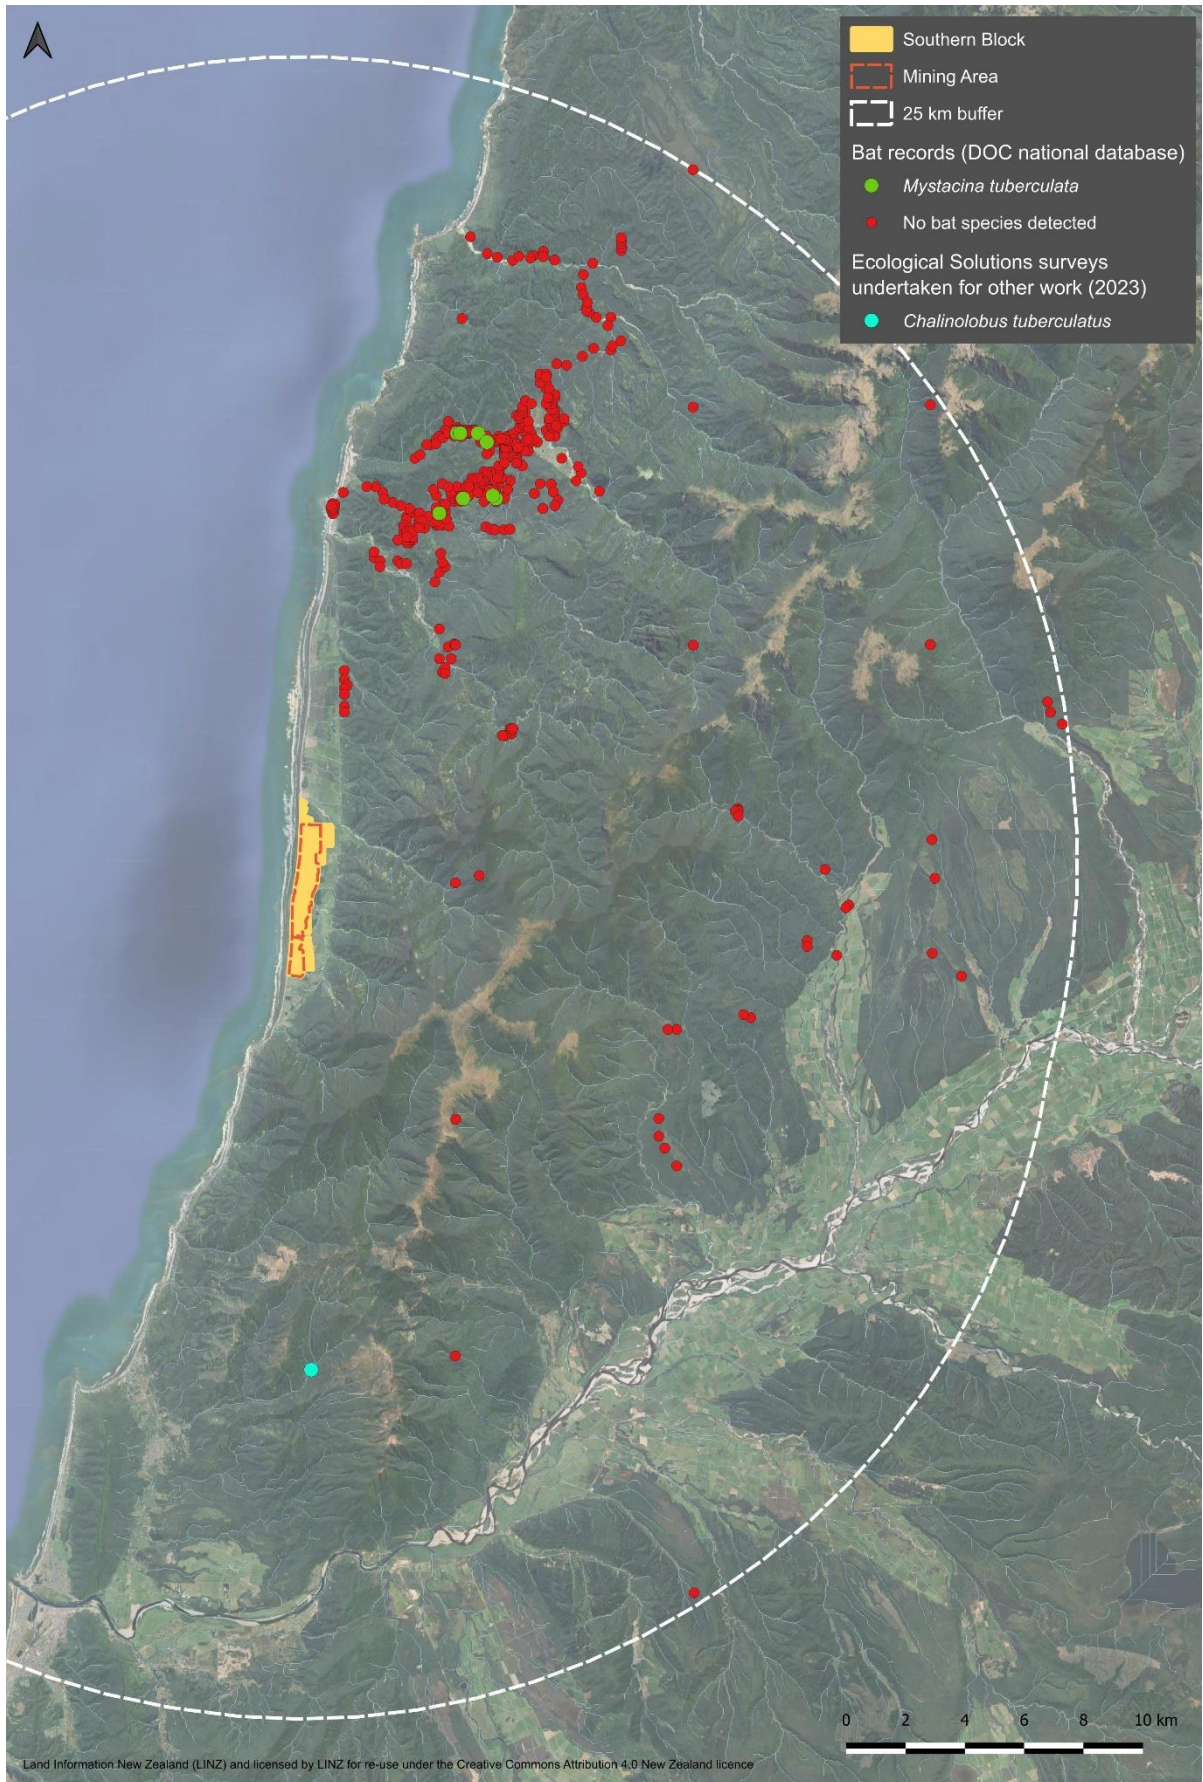 Southern Block
Mining Area
25 km buffer
Bat records (DOC national database)
Mystacina tuberculata
No bat species detected
Ecological Solutions surveys
undertaken for other work (2023)
Chalinolobus tuberculatus
0 2 4 6 8 10 km
Land Information New Zealand (LINZ) and licensed by LINZ for re-use under the Creative Commons Attribution 4.0 New Zealand licence